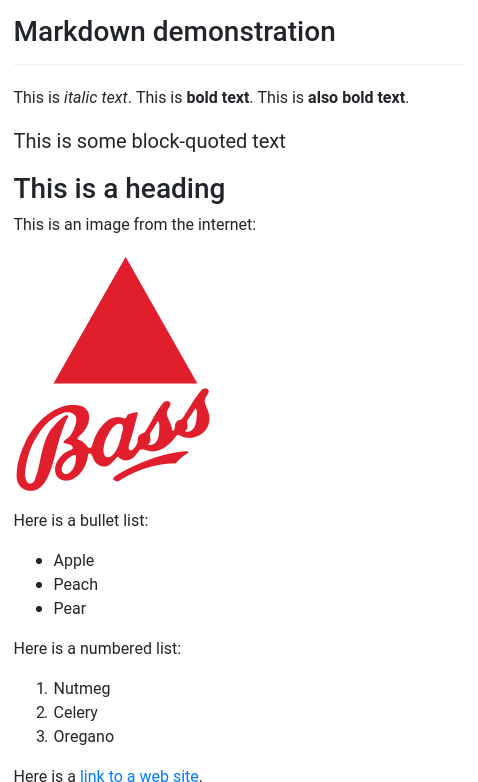 Markdown demonstration
This is italic text. This is bold text. This is also bold text.
This is some block-quoted text
This is a heading
This is an image from the internet:
Bass
Here is a bullet list:
• Apple
• Peach
• Pear
Here is a numbered list:
1. Nutmeg
2. Celery
3. Oregano
Here is a link to a web site.